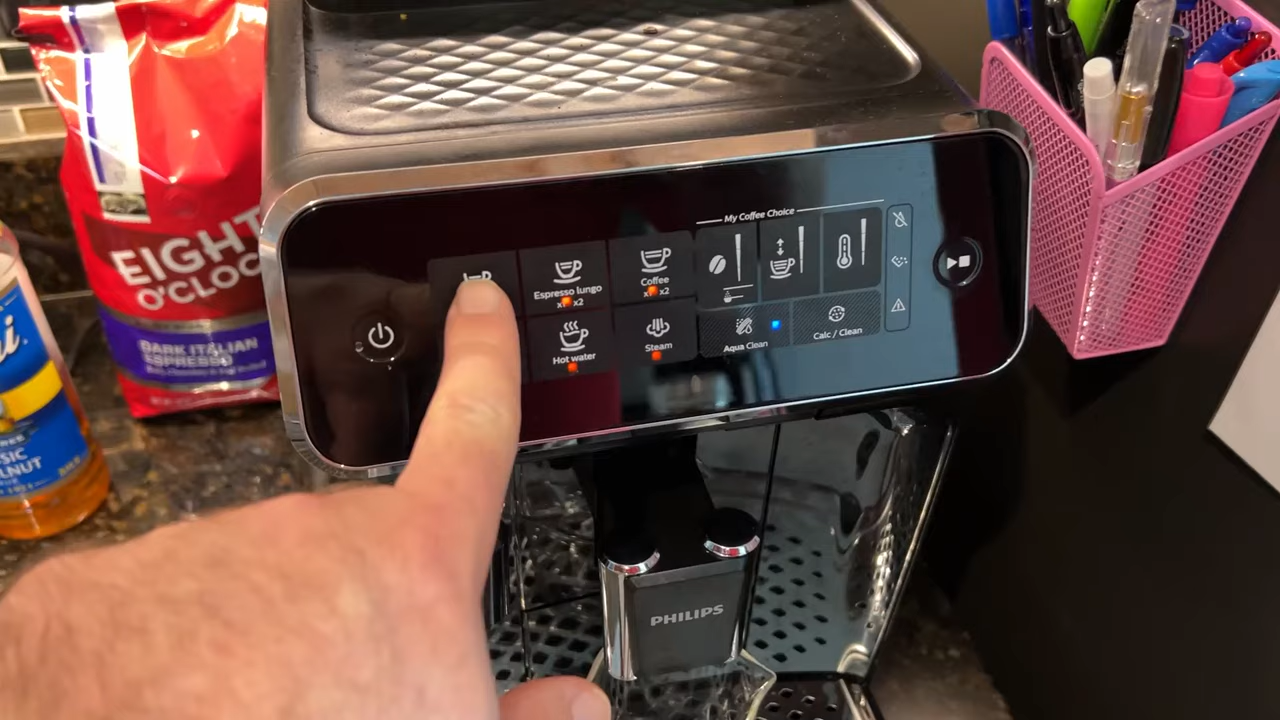 EIGHT
O'CLOC
DARK ITALIAN
ESPRESSO
My Coffee Choice
Espresso lungo
x2
Coffee
x2
Hot water
Steam
Aqua Clean
Calc / Clean
PHILIPS